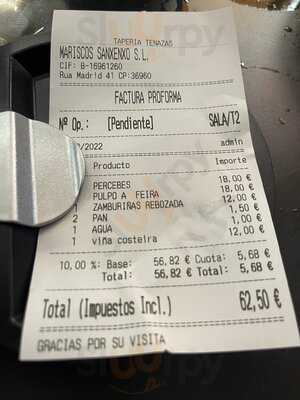 TAPERIA TENAZAS
MARISCOS SANXENXO S.L.
CIF: B-16961260
Rua Madrid 41 CP:36960
FACTURA PROFORMA
Nº Op.: [Pendiente] SALA/T2
/2022 admin
Producto Importe
PERCEBES 18,00 €
PULPO A FEIRA 18,00 €
1 ZAMBURIÑAS REBOZADA 12,00 €
2 PAN 1,50 €
1 AGUA 1,00 €
1 viña costeira 12,00 €
10,00 %: Base: 56,82 € Cuota: 5,68 €
Total: 56,82 € Total: 5,68 €
Total (Impuestos Incl.) 62,50 €
GRACIAS POR SU VISITA